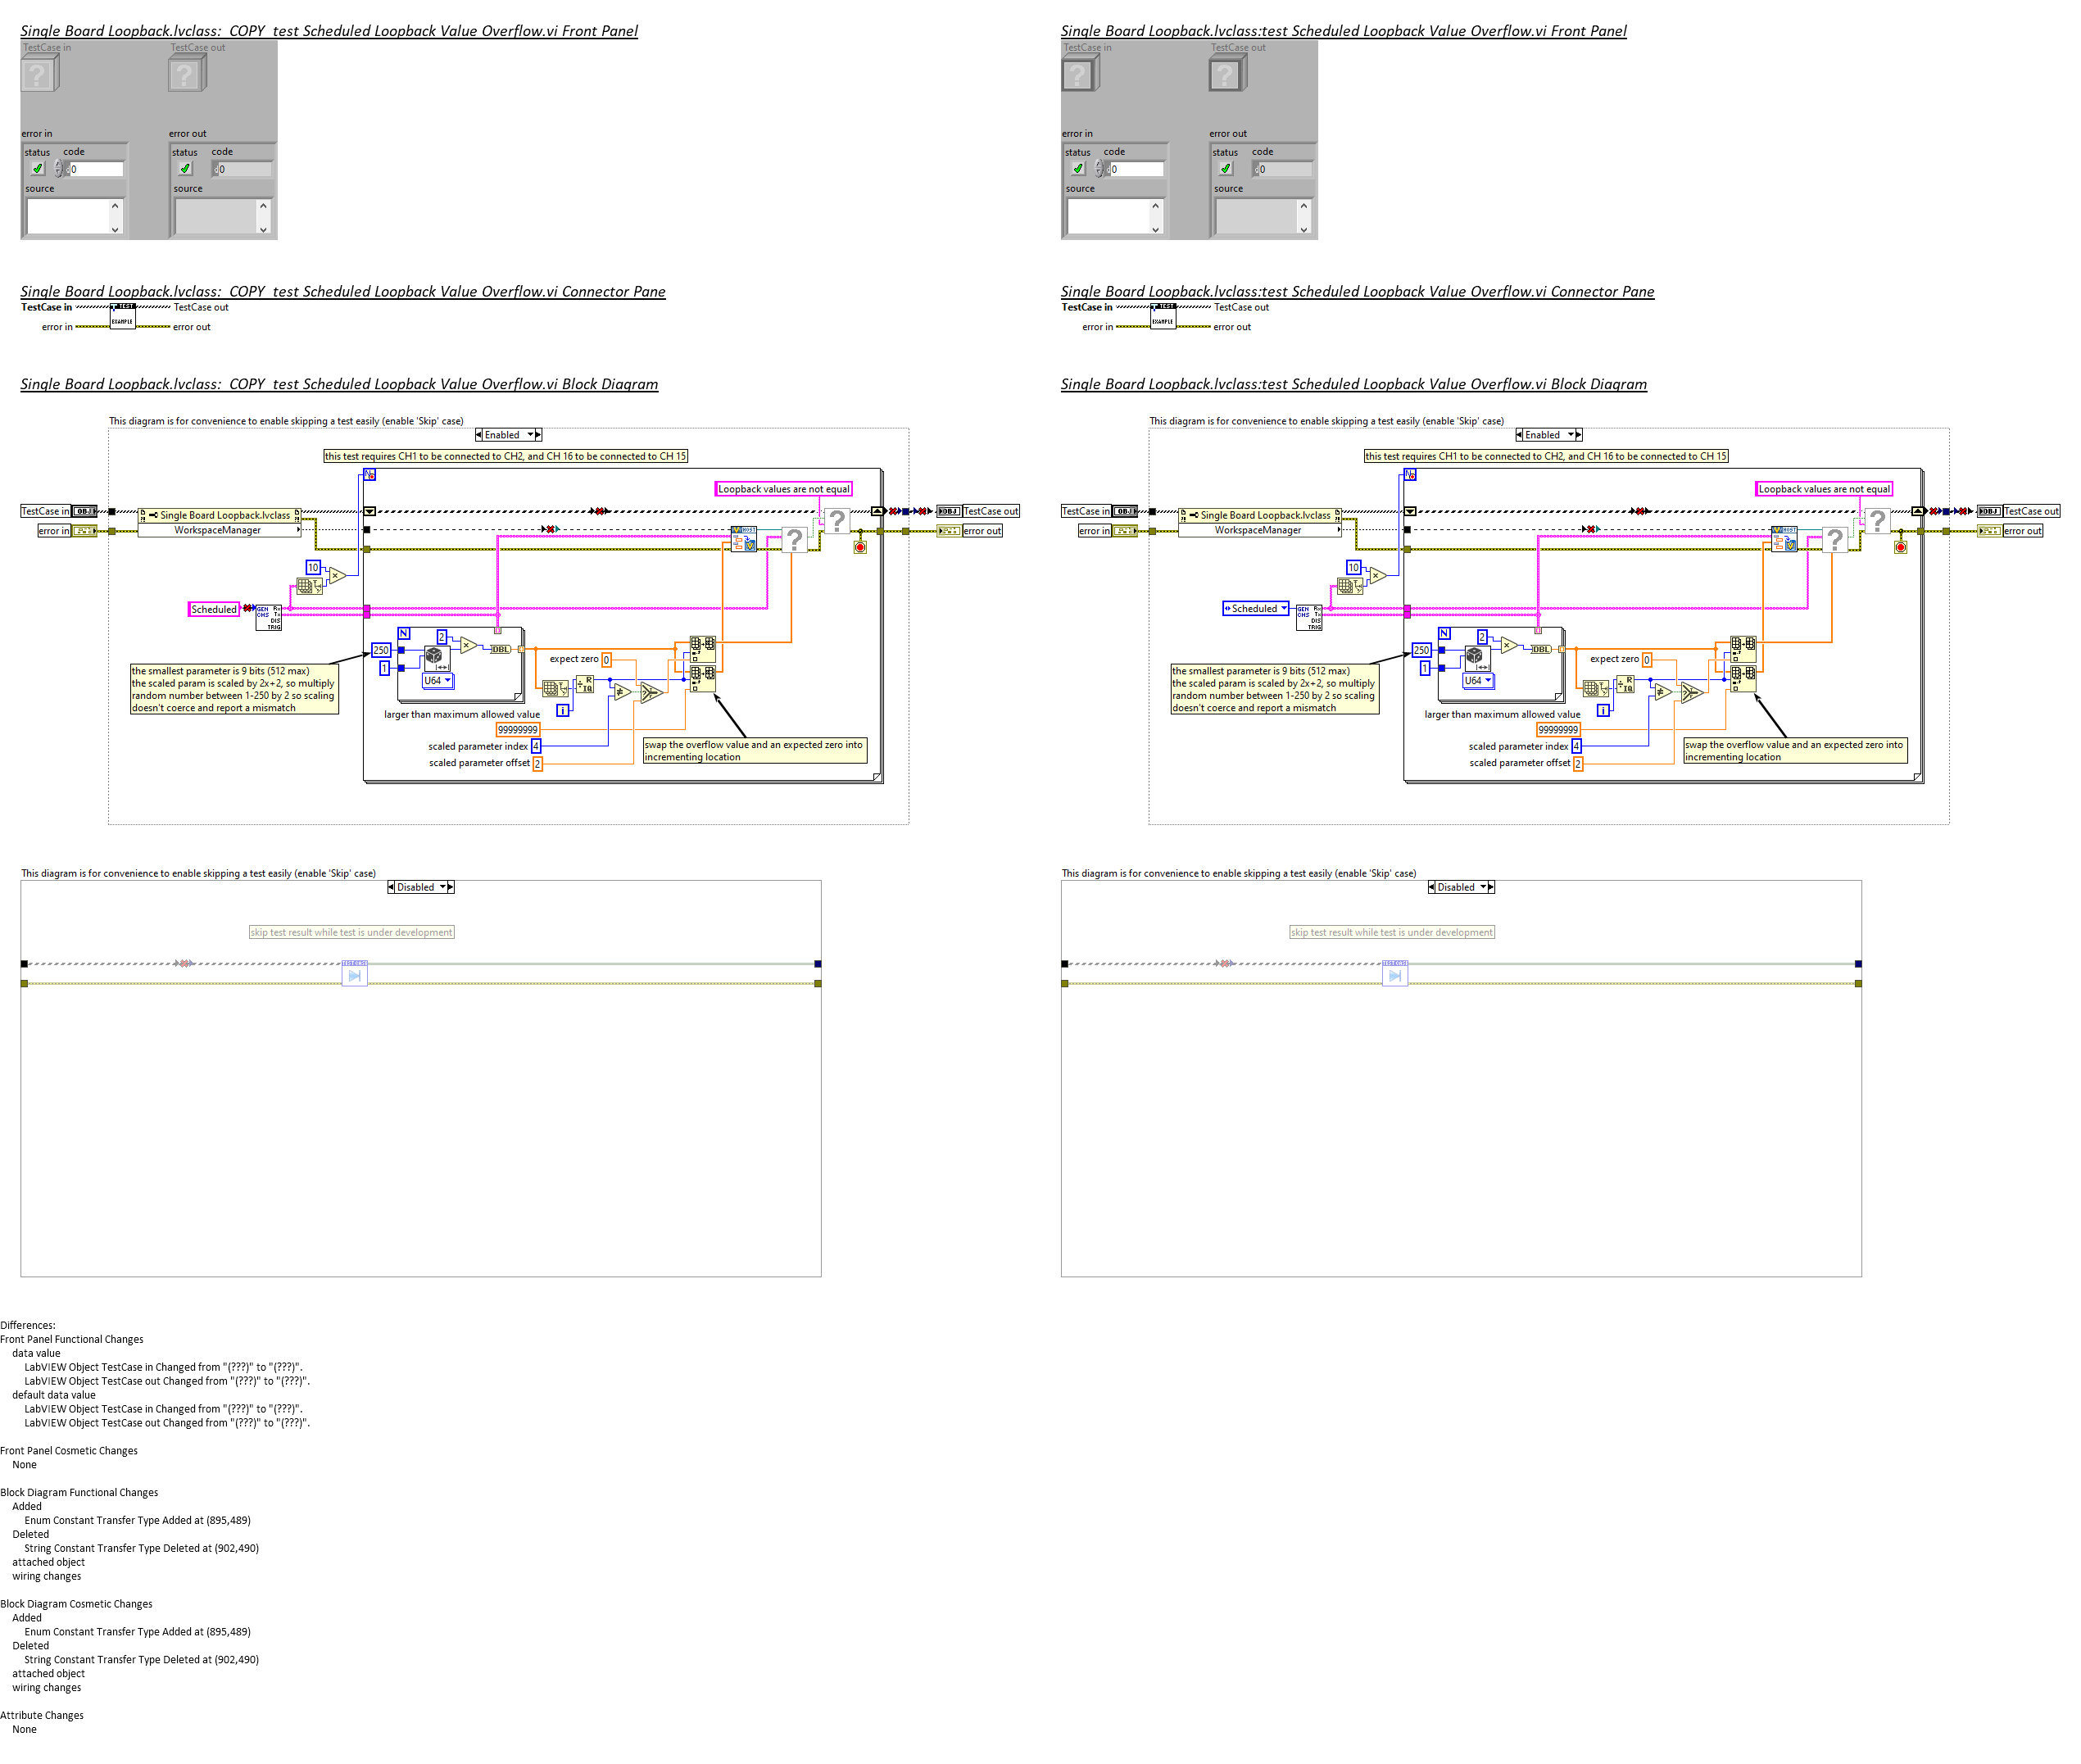 Single Board Loopback.lvclass:  COPY  test Scheduled Loopback Value Overflow.vi Front Panel
TestCase in
TestCase out
error in
error out
status
code
status
code
0
0
source
source
Single Board Loopback.lvclass:  COPY  test Scheduled Loopback Value Overflow.vi Connector Pane
TestCase in
TEST
TestCase out
error in
EXAMPLE
error out
Single Board Loopback.lvclass:  COPY  test Scheduled Loopback Value Overflow.vi Block Diagram
This diagram is for convenience to enable skipping a test easily (enable 'Skip' case)
Enabled
this test requires CH1 to be connected to CH2, and CH 16 to be connected to CH 15
N
Loopback values are not equal
TestCase in
OBJ
Single Board Loopback.lvclass
OBJ
TestCase out
error in
WorkspaceManager
HOST
error out
10
Scheduled
GEN Rx
CHS Tx
DIS
TRIG
N
2
250
DBL
1
U64
expect zero
0
R
IQ
i
the smallest parameter is 9 bits (512 max)
the scaled param is scaled by 2x+2, so multiply
random number between 1-250 by 2 so scaling
doesn't coerce and report a mismatch
larger than maximum allowed value
99999999
scaled parameter index
4
scaled parameter offset
2
swap the overflow value and an expected zero into
incrementing location
This diagram is for convenience to enable skipping a test easily (enable 'Skip' case)
Disabled
skip test result while test is under development
Single Board Loopback.lvclass:test Scheduled Loopback Value Overflow.vi Front Panel
TestCase in
TestCase out
error in
error out
status
code
status
code
0
0
source
source
Single Board Loopback.lvclass:test Scheduled Loopback Value Overflow.vi Connector Pane
TestCase in
TEST
TestCase out
error in
EXAMPLE
error out
Single Board Loopback.lvclass:test Scheduled Loopback Value Overflow.vi Block Diagram
This diagram is for convenience to enable skipping a test easily (enable 'Skip' case)
Enabled
this test requires CH1 to be connected to CH2, and CH 16 to be connected to CH 15
N
Loopback values are not equal
TestCase in
OBJ
Single Board Loopback.lvclass
OBJ
TestCase out
error in
WorkspaceManager
HOST
error out
10
Scheduled
GEN Rx
CHS Tx
DIS
TRIG
N
2
250
DBL
1
U64
expect zero
0
R
IQ
i
the smallest parameter is 9 bits (512 max)
the scaled param is scaled by 2x+2, so multiply
random number between 1-250 by 2 so scaling
doesn't coerce and report a mismatch
larger than maximum allowed value
99999999
scaled parameter index
4
scaled parameter offset
2
swap the overflow value and an expected zero into
incrementing location
This diagram is for convenience to enable skipping a test easily (enable 'Skip' case)
Disabled
skip test result while test is under development
Differences:
Front Panel Functional Changes
data value
LabVIEW Object TestCase in Changed from "(???)" to "(???)".
LabVIEW Object TestCase out Changed from "(???)" to "(???)".
default data value
LabVIEW Object TestCase in Changed from "(???)" to "(???)".
LabVIEW Object TestCase out Changed from "(???)" to "(???)".
Front Panel Cosmetic Changes
None
Block Diagram Functional Changes
Added
Enum Constant Transfer Type Added at (895,489)
Deleted
String Constant Transfer Type Deleted at (902,490)
attached object
wiring changes
Block Diagram Cosmetic Changes
Added
Enum Constant Transfer Type Added at (895,489)
Deleted
String Constant Transfer Type Deleted at (902,490)
attached object
wiring changes
Attribute Changes
None